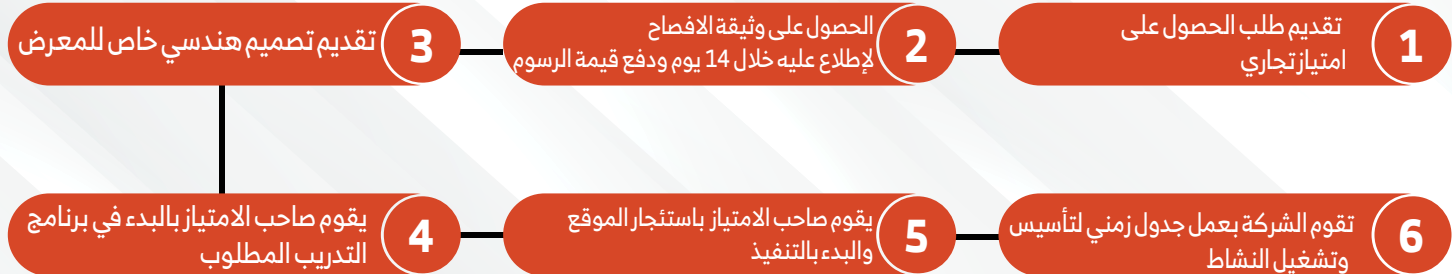 1
تقديم طلب الحصول على
امتياز تجاري
2
الحصول على وثيقة الافصاح
لإطلاع عليه خلال 14 يوم ودفع قيمة الرسوم
3
تقديم تصميم هندسي خاص للمعرض
4
يقوم صاحب الامتياز بالبدء في برنامج
التدريب المطلوب
5
يقوم صاحب الامتياز باستئجار الموقع
والبدء بالتنفيذ
6
تقوم الشركة بعمل جدول زمني لتأسيس
وتشغيل النشاط